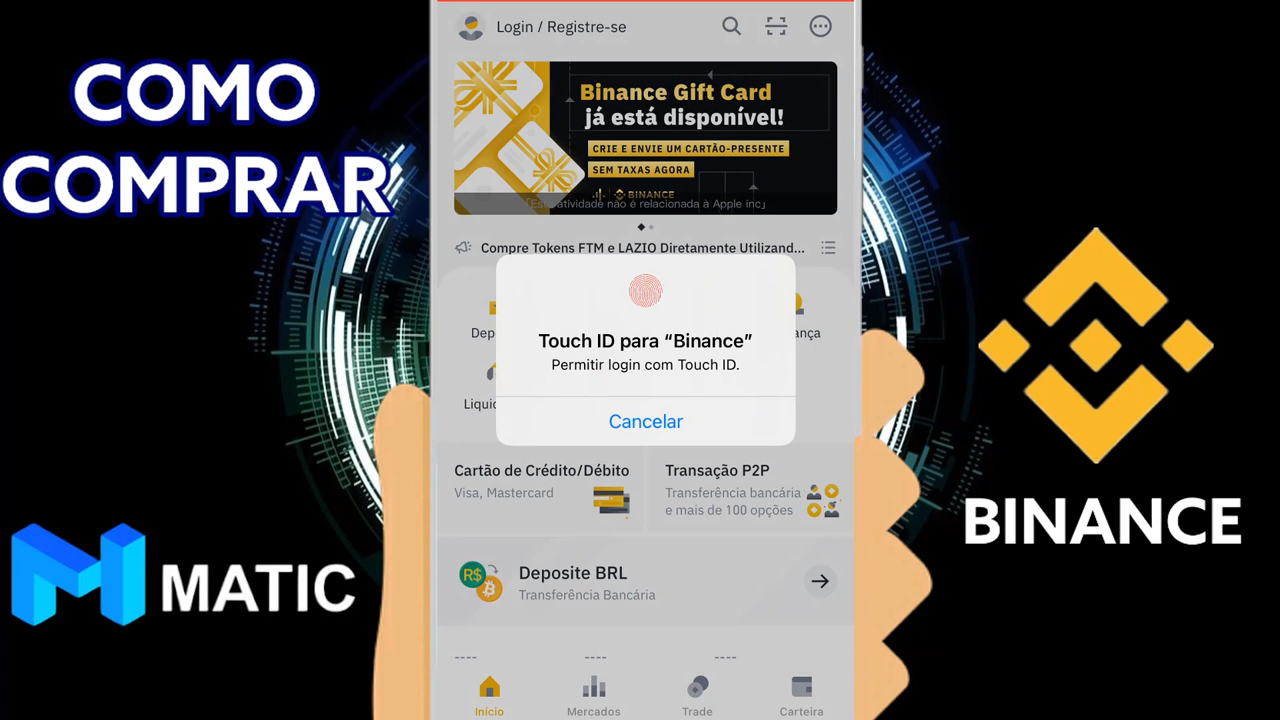 COMO
COMPRAR
MATIC
BINANCE
Login / Registre-se
Binance Gift Card
já está disponível!
CRIE E ENVIE UM CARTÃO-PRESENTE
SEM TAXAS AGORA
BINANCE
「Esta atividade não é relacionada à Apple inc」
Compre Tokens FTM e LAZIO Diretamente Utilizand...
Touch ID para “Binance”
Permitir login com Touch ID.
Cancelar
Cartão de Crédito/Débito
Visa, Mastercard
Transação P2P
Transferência bancária
e mais de 100 opções
R$
Deposite BRL
Transferência Bancária
----
----
----
Início
Mercados
Trade
Carteira